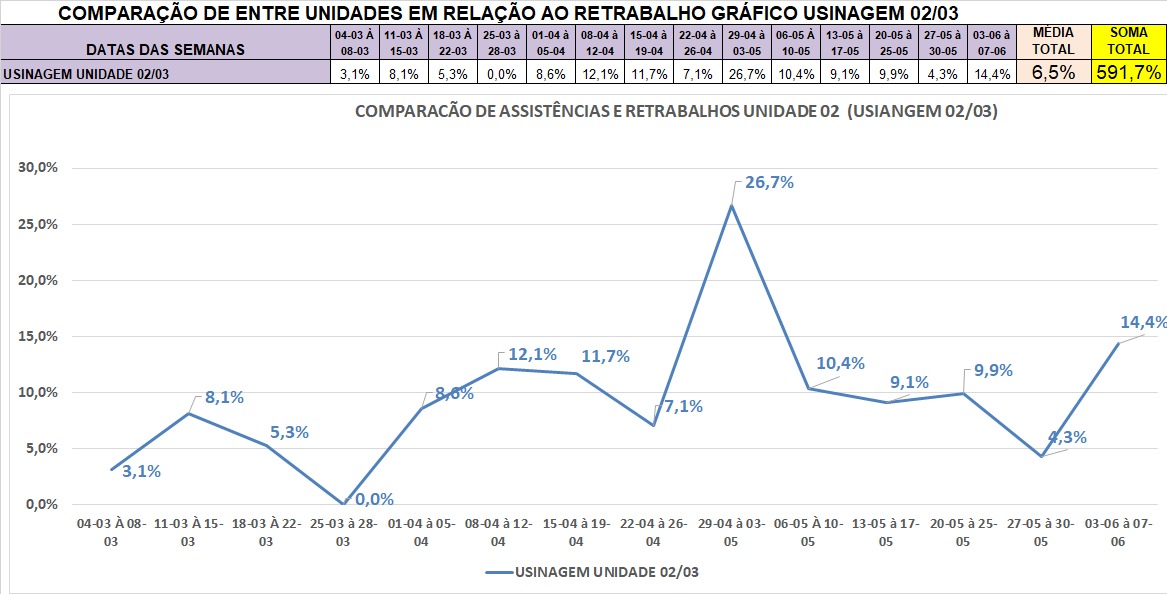 COMPARAÇÃO DE ENTRE UNIDADES EM RELAÇÃO AO RETRABALHO GRÁFICO USINAGEM 02/03
DATAS DAS SEMANAS 04-03 À 08-03 11-03 À 15-03 18-03 À 22-03 25-03 à 28-03 01-04 à 05-04 08-04 à 12-04 15-04 à 19-04 22-04 à 26-04 29-04 à 03-05 06-05 À 10-05 13-05 à 17-05 20-05 à 25-05 27-05 à 30-05 03-06 à 07-06 MÉDIA TOTAL SOMA TOTAL
USINAGEM UNIDADE 02/03 3,1% 8,1% 5,3% 0,0% 8,6% 12,1% 11,7% 7,1% 26,7% 10,4% 9,1% 9,9% 4,3% 14,4% 6,5% 591,7%
COMPARACÃO DE ASSISTÊNCIAS E RETRABALHOS UNIDADE 02 (USIANGEM 02/03)
30,0%
25,0%
20,0%
15,0%
10,0%
5,0%
0,0%
3,1%
8,1%
5,3%
0,0%
8,6%
12,1%
11,7%
7,1%
26,7%
10,4%
9,1%
9,9%
4,3%
14,4%
04-03 À 08-03
11-03 À 15-03
18-03 À 22-03
25-03 à 28-03
01-04 à 05-04
08-04 à 12-04
15-04 à 19-04
22-04 à 26-04
29-04 à 03-05
06-05 À 10-05
13-05 à 17-05
20-05 à 25-05
27-05 à 30-05
03-06 à 07-06
USINAGEM UNIDADE 02/03